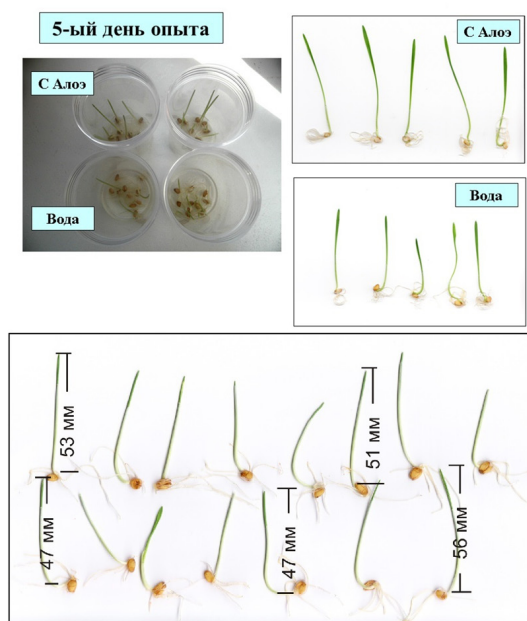 5-ый день опыта
С Алоэ
Вода
С Алоэ
Вода
53 мм
51 мм
47 мм
47 мм
56 мм